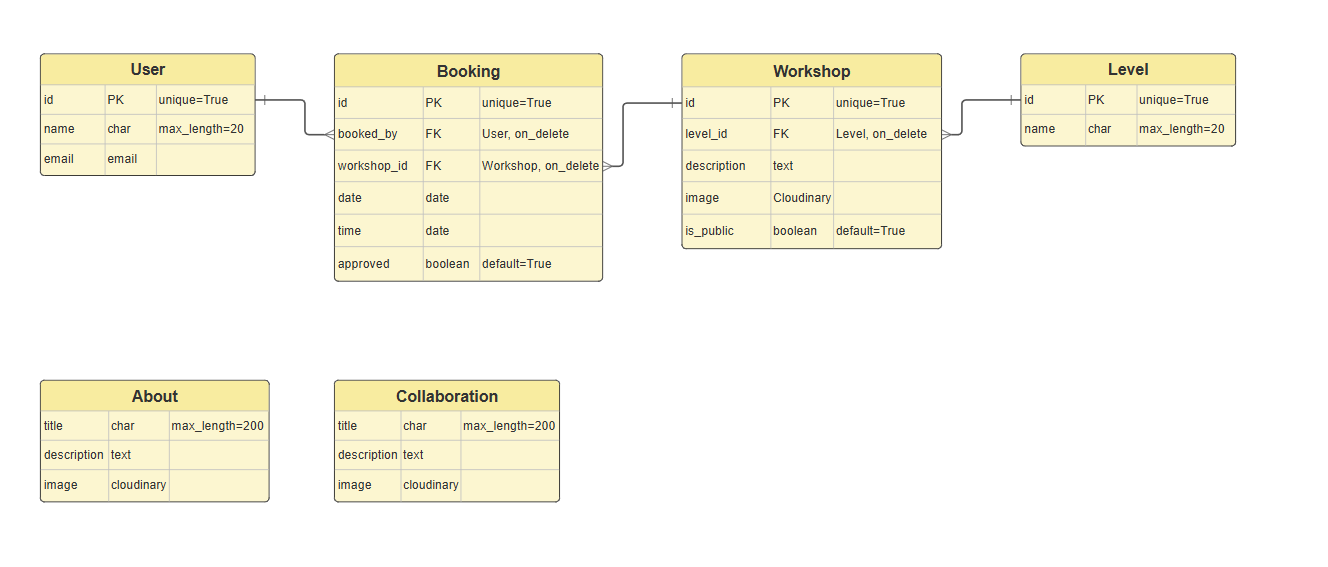 User
id PK unique=True
name char max_length=20
email email
Booking
id PK unique=True
booked_by FK User, on_delete
workshop_id FK Workshop, on_delete
date date
time date
approved boolean default=True
Workshop
id PK unique=True
level_id FK Level, on_delete
description text
image Cloudinary
is_public boolean default=True
Level
id PK unique=True
name char max_length=20
About
title char max_length=200
description text
image cloudinary
Collaboration
title char max_length=200
description text
image cloudinary